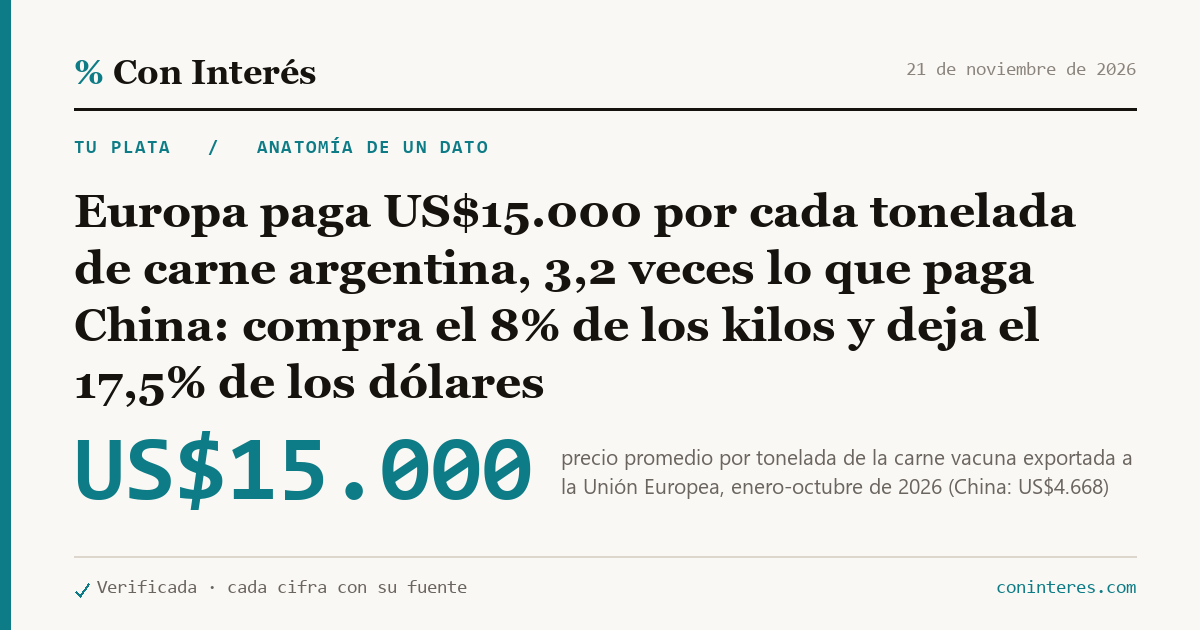 % Con Interés
21 de noviembre de 2026
TU PLATA / ANATOMÍA DE UN DATO
Europa paga US$15.000 por cada tonelada
de carne argentina, 3,2 veces lo que paga
China: compra el 8% de los kilos y deja el
17,5% de los dólares
US$15.000
precio promedio por tonelada de la carne vacuna exportada a
la Unión Europea, enero-octubre de 2026 (China: US$4.668)
✓ Verificada · cada cifra con su fuente
coninteres.com